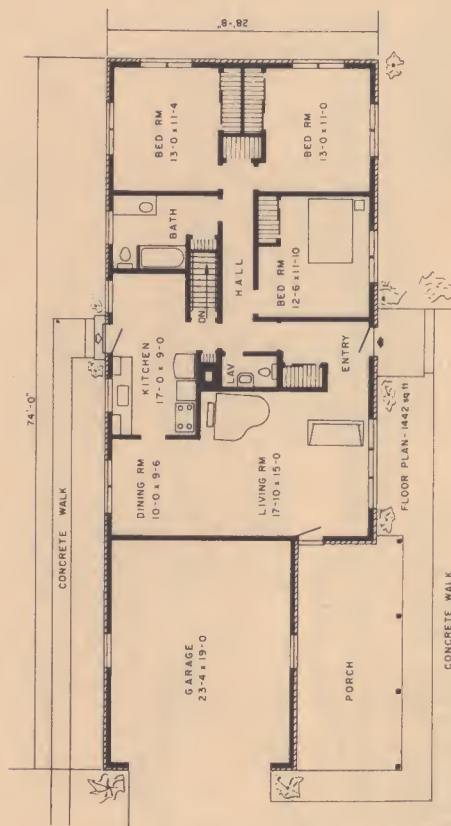 74'-0"
28'-8"
CONCRETE WALK
BED RM
13-0 x 11-4
BATH
KITCHEN
17-0 x 9-0
DINING RM
10-0 x 9-6
GARAGE
23-4 x 19-0
DN
HALL
BED RM
13-0 x 11-0
BED RM
12-6 x 11-10
LAV
ENTRY
LIVING RM
17-10 x 15-0
PORCH
FLOOR PLAN - 1442 sq ft
CONCRETE WALK